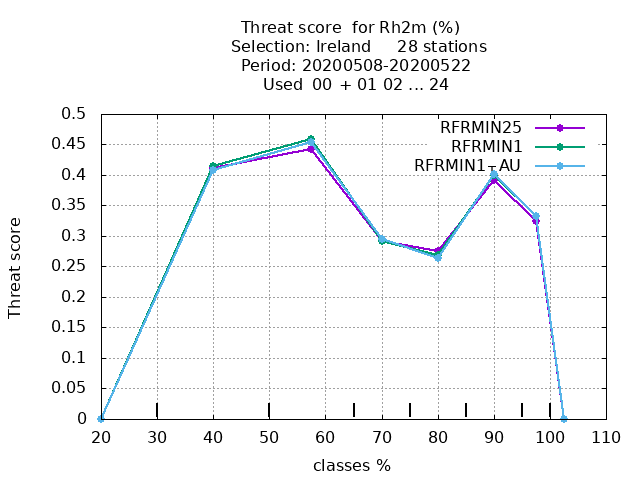 Threat score for Rh2m (%)
Selection: Ireland 28 stations
Period: 20200508-20200522
Used 00 + 01 02 ... 24
RFRMIN25
RFRMIN1
RFRMIN1-AU
0.5
0.45
0.4
0.35
0.3
0.25
0.2
0.15
0.1
0.05
0
Threat score
20 30 40 50 60 70 80 90 100 110
classes %